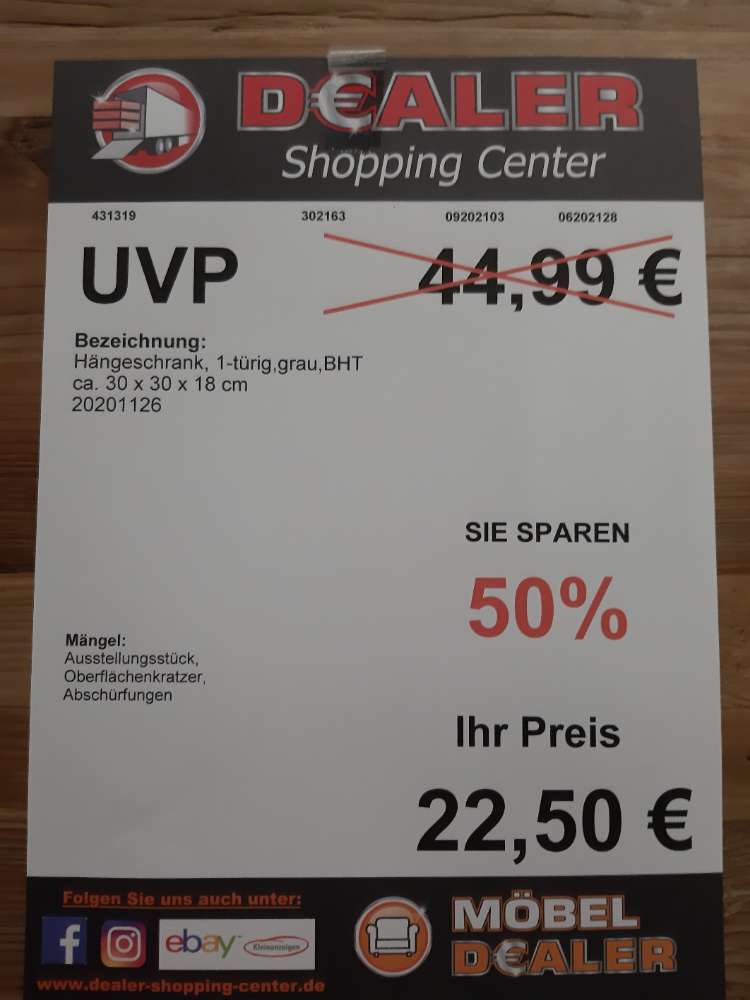 D€ALER
Shopping Center
431319 302163 09202103 06202128
UVP 44,99 €
Bezeichnung:
Hängeschrank, 1-türig,grau,BHT
ca. 30 x 30 x 18 cm
20201126
SIE SPAREN
50%
Mängel:
Ausstellungsstück,
Oberflächenkratzer,
Abschürfungen
Ihr Preis
22,50 €
Folgen Sie uns auch unter:
f ebay Kleinanzeigen
www.dealer-shopping-center.de
MÖBEL
D€ALER